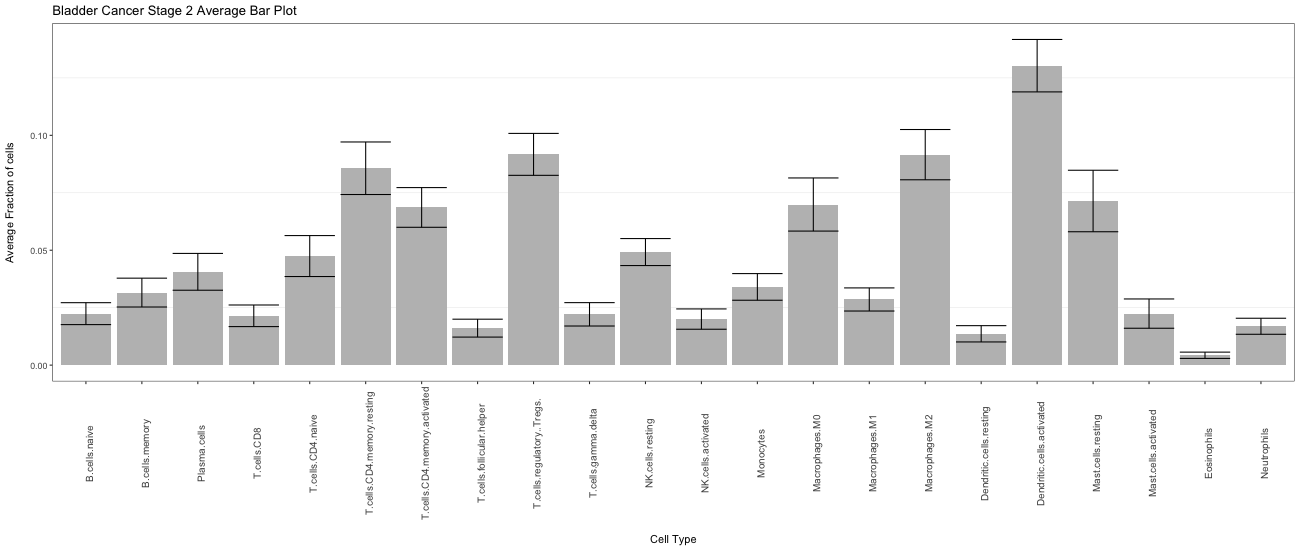 Bladder Cancer Stage 2 Average Bar Plot
Average Fraction of cells
0.10
0.05
0.00
B.cells.naive
B.cells.memory
Plasma.cells
T.cells.CD8
T.cells.CD4.naive
T.cells.CD4.memory.resting
T.cells.CD4.memory.activated
T.cells.follicular.helper
T.cells.regulatory..Tregs.
T.cells.gamma.delta
NK.cells.resting
NK.cells.activated
Monocytes
Macrophages.M0
Macrophages.M1
Macrophages.M2
Dendritic.cells.resting
Dendritic.cells.activated
Mast.cells.resting
Mast.cells.activated
Eosinophils
Neutrophils
Cell Type